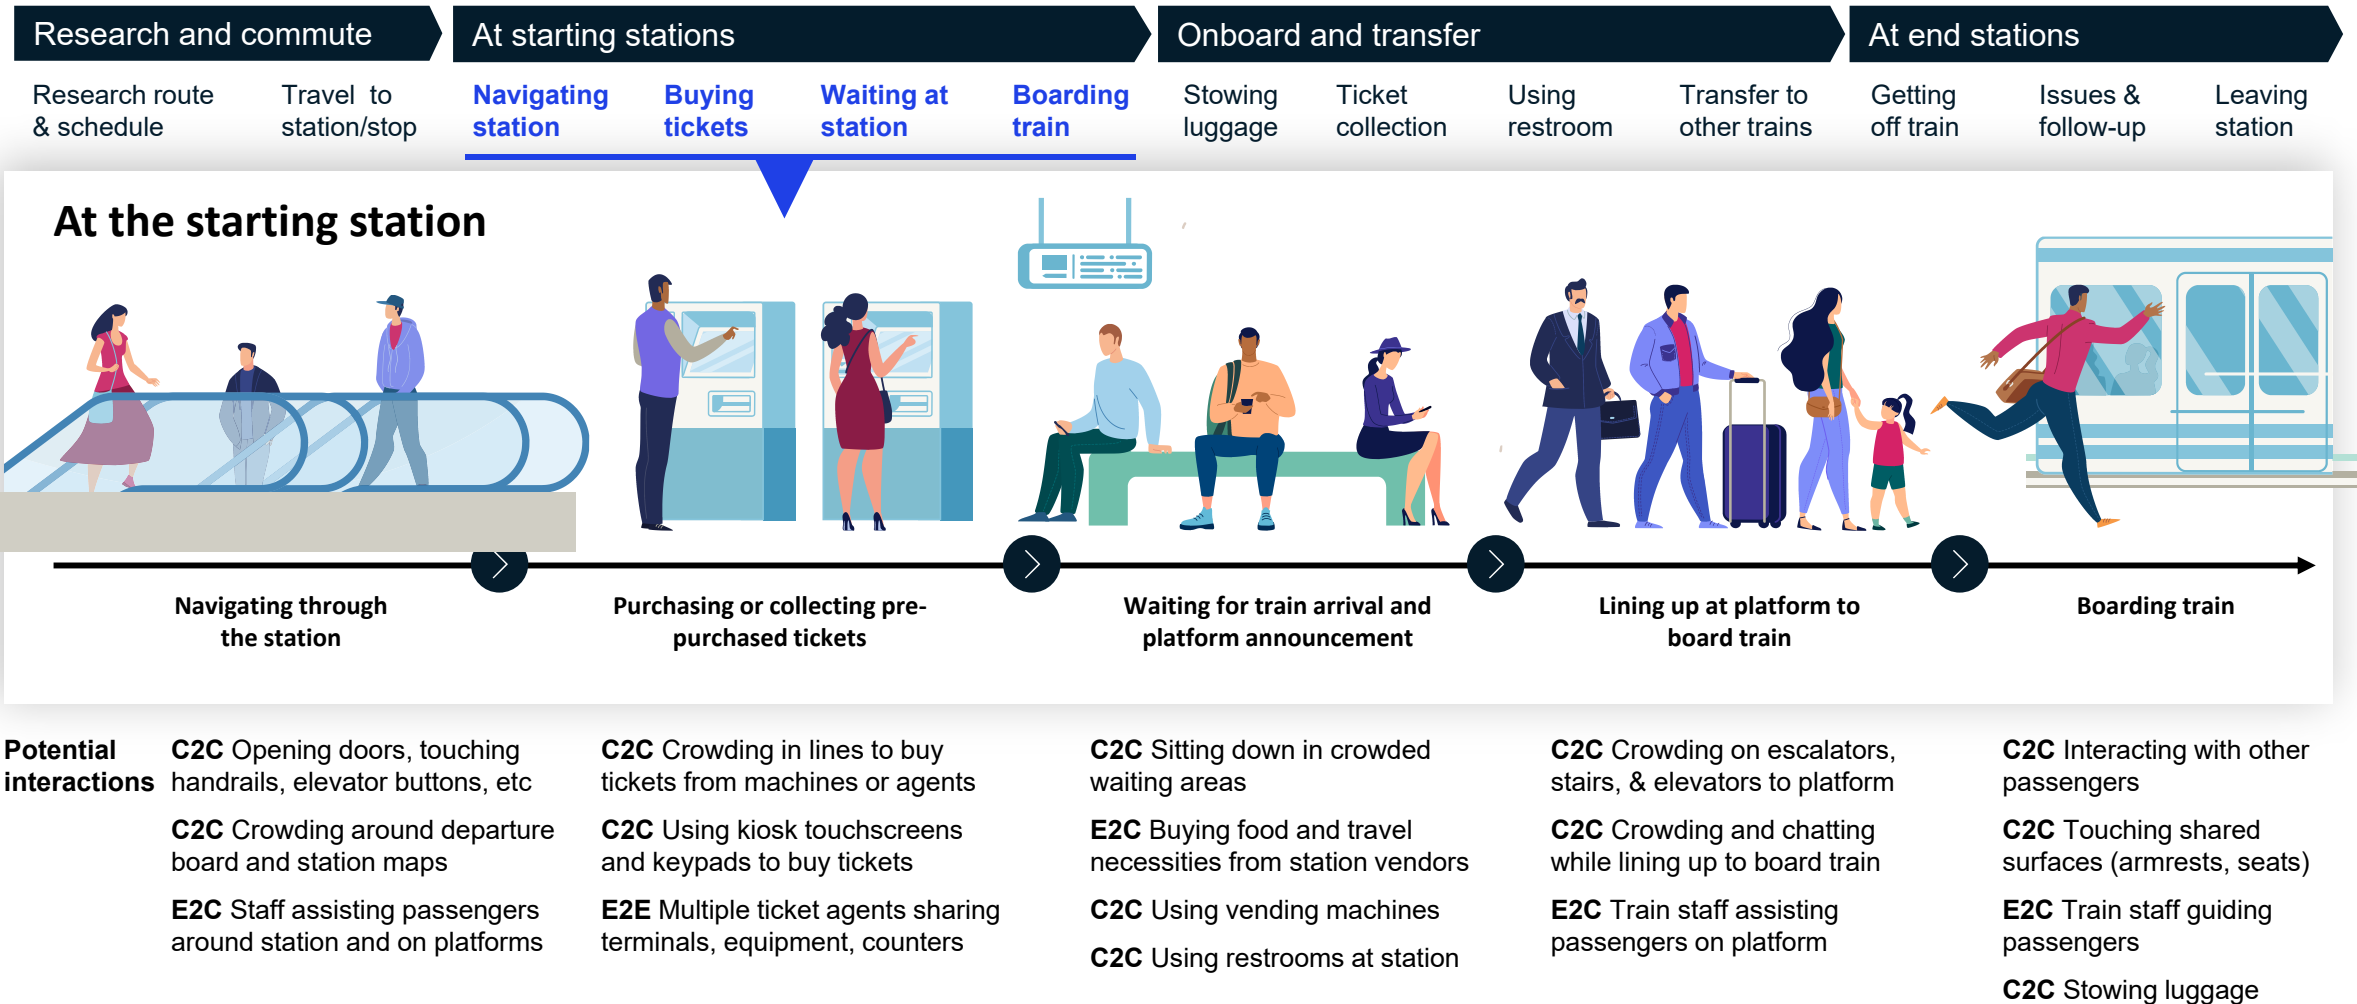 Research and commute
At starting stations
Onboard and transfer
At end stations
Research route
& schedule
Travel to
station/stop
Navigating
station
Buying
tickets
Waiting at
station
Boarding
train
Stowing
luggage
Ticket
collection
Using
restroom
Transfer to
other trains
Getting
off train
Issues &
follow-up
Leaving
station
At the starting station
Navigating through
the station
Purchasing or collecting pre-
purchased tickets
Waiting for train arrival and
platform announcement
Lining up at platform to
board train
Boarding train
Potential
interactions
C2C Opening doors, touching
handrails, elevator buttons, etc
C2C Crowding around departure
board and station maps
E2C Staff assisting passengers
around station and on platforms
C2C Crowding in lines to buy
tickets from machines or agents
C2C Using kiosk touchscreens
and keypads to buy tickets
E2E Multiple ticket agents sharing
terminals, equipment, counters
C2C Sitting down in crowded
waiting areas
E2C Buying food and travel
necessities from station vendors
C2C Using vending machines
C2C Using restrooms at station
C2C Crowding on escalators,
stairs, & elevators to platform
C2C Crowding and chatting
while lining up to board train
E2C Train staff assisting
passengers on platform
C2C Interacting with other
passengers
C2C Touching shared
surfaces (armrests, seats)
E2C Train staff guiding
passengers
C2C Stowing luggage